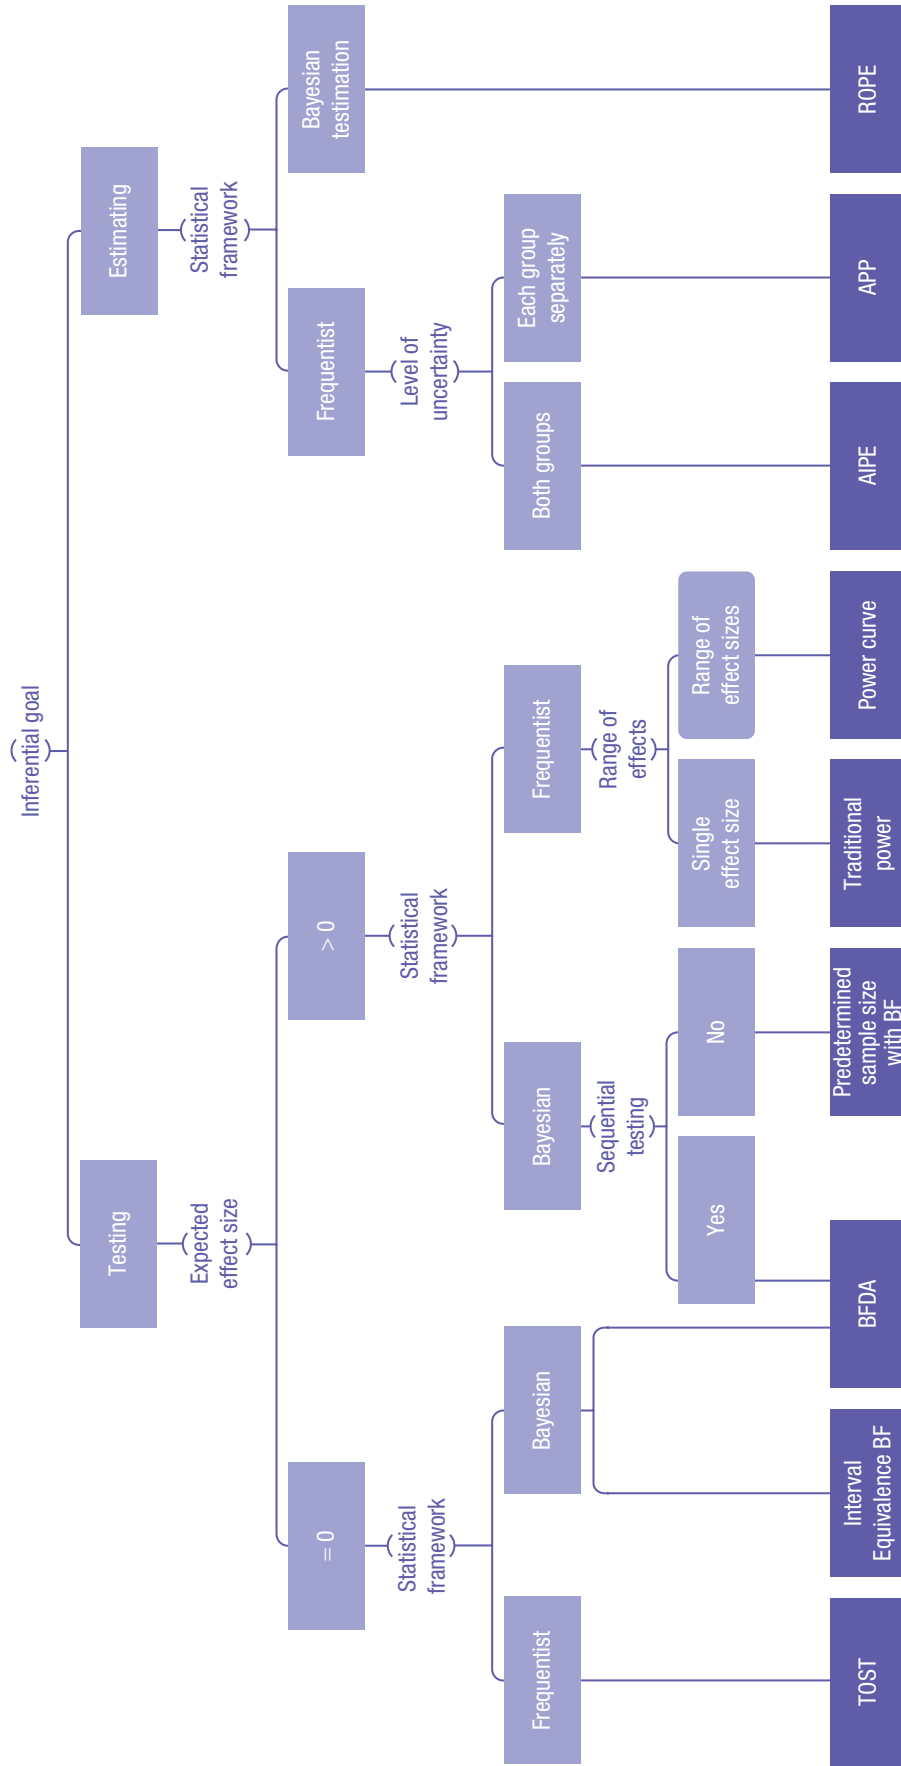 Inferential goal
Testing
Estimating
Expected
effect size
Statistical
framework
= 0
> 0
Frequentist
Bayesian
testimation
Statistical
framework
Statistical
framework
Level of
uncertainty
Frequentist
Bayesian
Bayesian
Frequentist
Both groups
Each group
separately
Sequential
testing
Range of
effects
Yes
No
Single
effect size
Range of
effect sizes
TOST
Interval
Equivalence BF
BFDA
Predetermined
sample size
with BF
Traditional
power
Power curve
AIPE
APP
ROPE